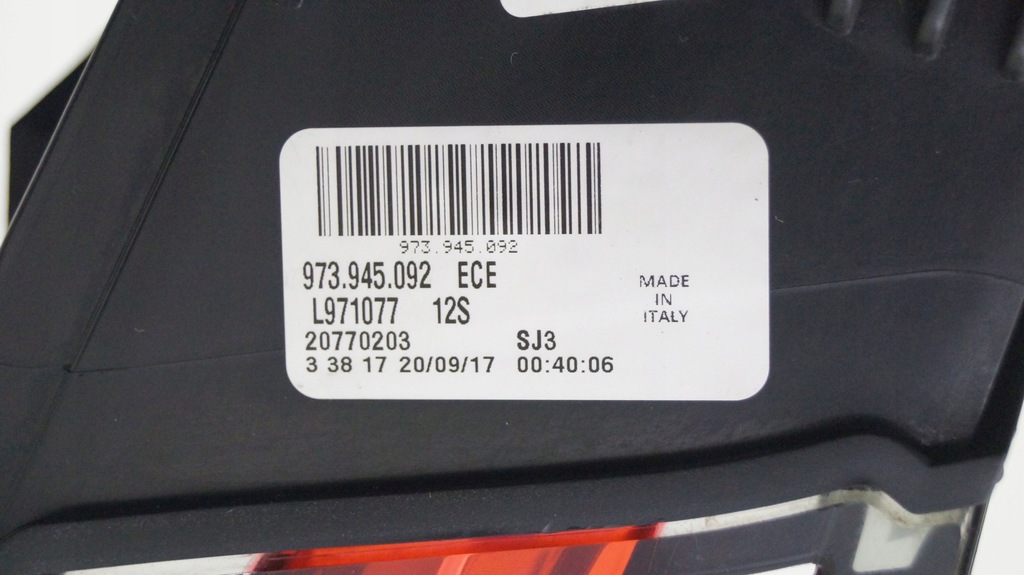 973.945.092
973.945.092 ECE
L971077 12S
20770203 SJ3
3 38 17 20/09/17 00:40:06
MADE
IN
ITALY